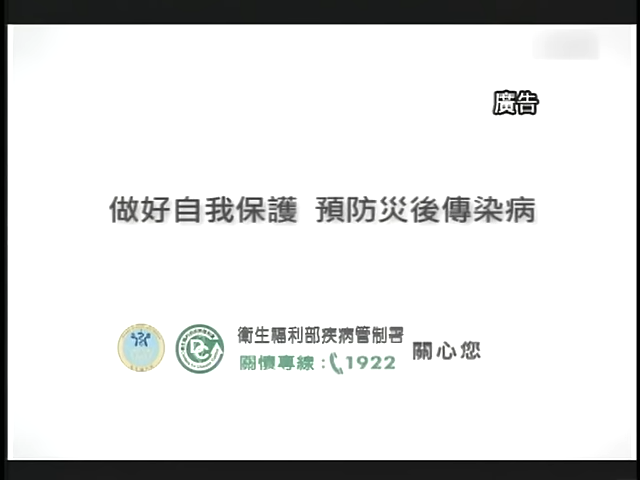 廣告
做好自我保護 預防災後傳染病
衛生福利部疾病管制署
關懷專線：1922
關心您